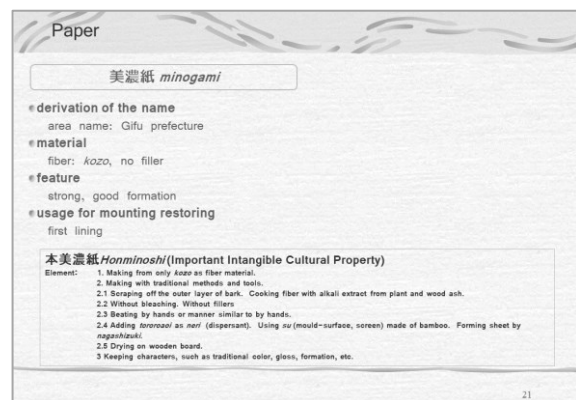 Paper
美濃紙 minogami
derivation of the name
area name: Gifu prefecture
material
fiber: kozo, no filler
feature
strong, good formation
usage for mounting restoring
first lining
本美濃紙Honminoshi(Important Intangible Cultural Property)
Element: 1. Making from only kozo as fiber material.
2. Making with traditional methods and tools.
2.1 Scraping off the outer layer of bark. Cooking fiber with alkali extract from plant and wood ash.
2.2 Without bleaching. Without fillers
2.3 Beating by hands or manner similar to by hands.
2.4 Adding tororoaoi as neri (dispersant). Using su (mould-surface, screen) made of bamboo. Forming sheet by
nagashizuki.
2.5 Drying on wooden board.
3 Keeping characters, such as traditional color, gloss, formation, etc.
21